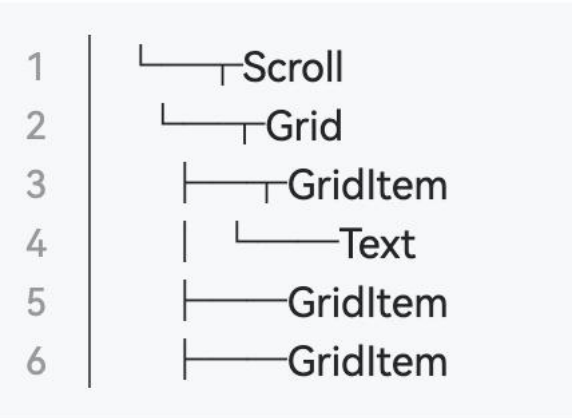 1 └─┬Scroll
2 └─┬Grid
3 ├─┬GridItem
4 │ └──Text
5 ├──GridItem
6 ├──GridItem